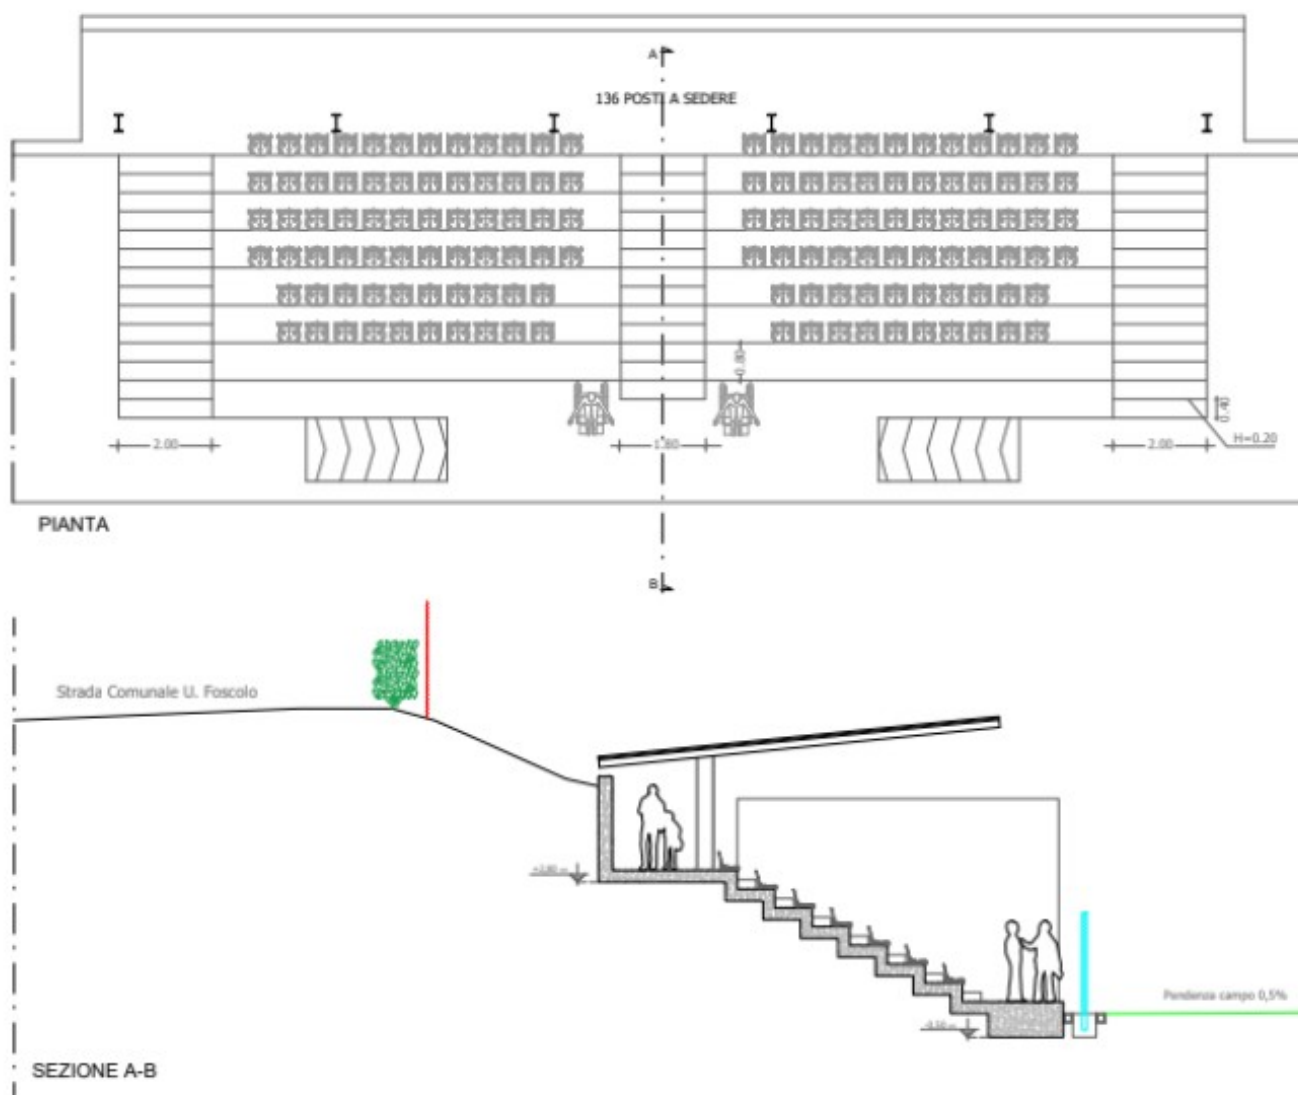 A
136 POSTI A SEDERE
0.80
0.40
2.00
1.80
2.00
H=0.20
PIANTA
B
Strada Comunale U. Foscolo
Pendenza campo 0,5%
SEZIONE A-B